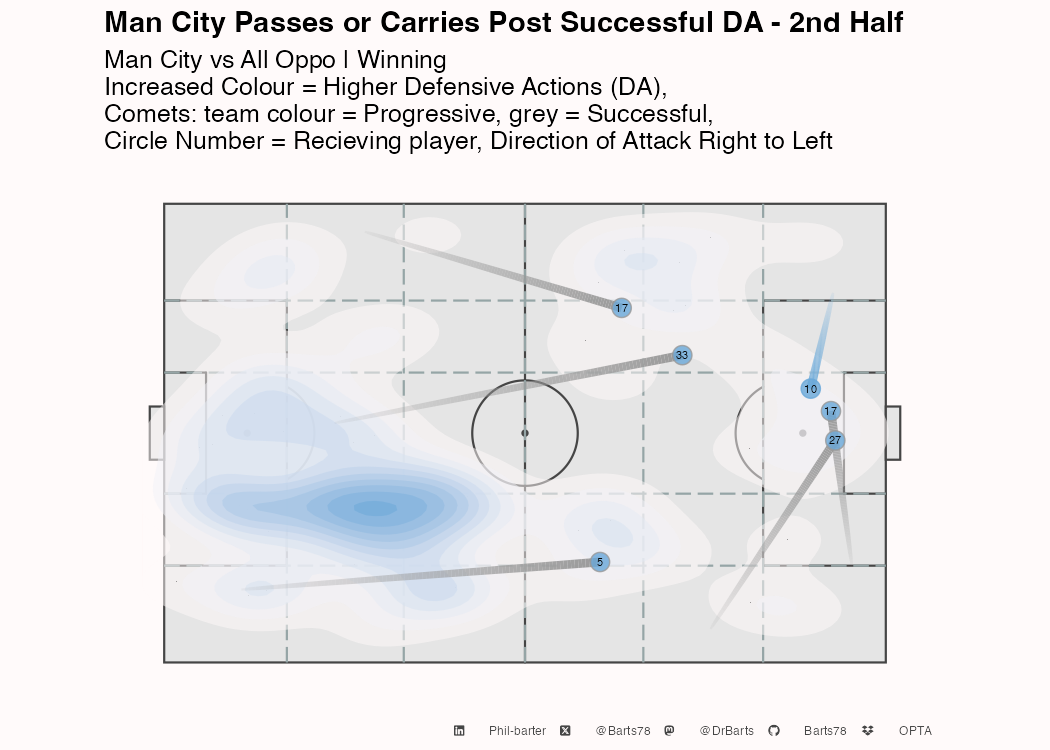 Man City Passes or Carries Post Successful DA - 2nd Half
Man City vs All Oppo | Winning
Increased Colour = Higher Defensive Actions (DA),
Comets: team colour = Progressive, grey = Successful,
Circle Number = Recieving player, Direction of Attack Right to Left
17
33
10
17
27
5
Phil-barter @Barts78 @DrBarts Barts78 OPTA